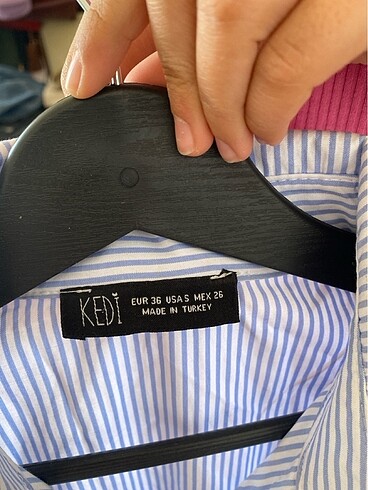 KEDİ
EUR 36 USA S MEX 26
MADE IN TURKEY